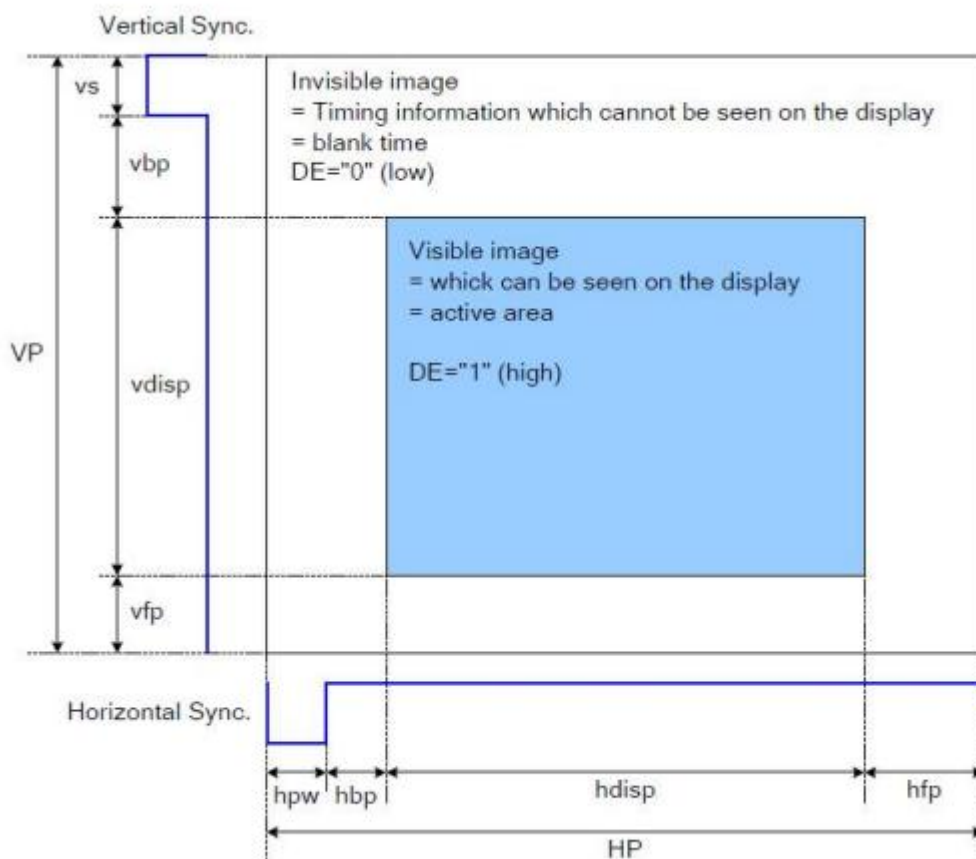 Vertical Sync.
vs
Invisible image
= Timing information which cannot be seen on the display
= blank time
DE="0" (low)
vbp
Visible image
= whick can be seen on the display
= active area
DE="1" (high)
VP
vdisp
vfp
Horizontal Sync.
hpw
hbp
hdisp
hfp
HP